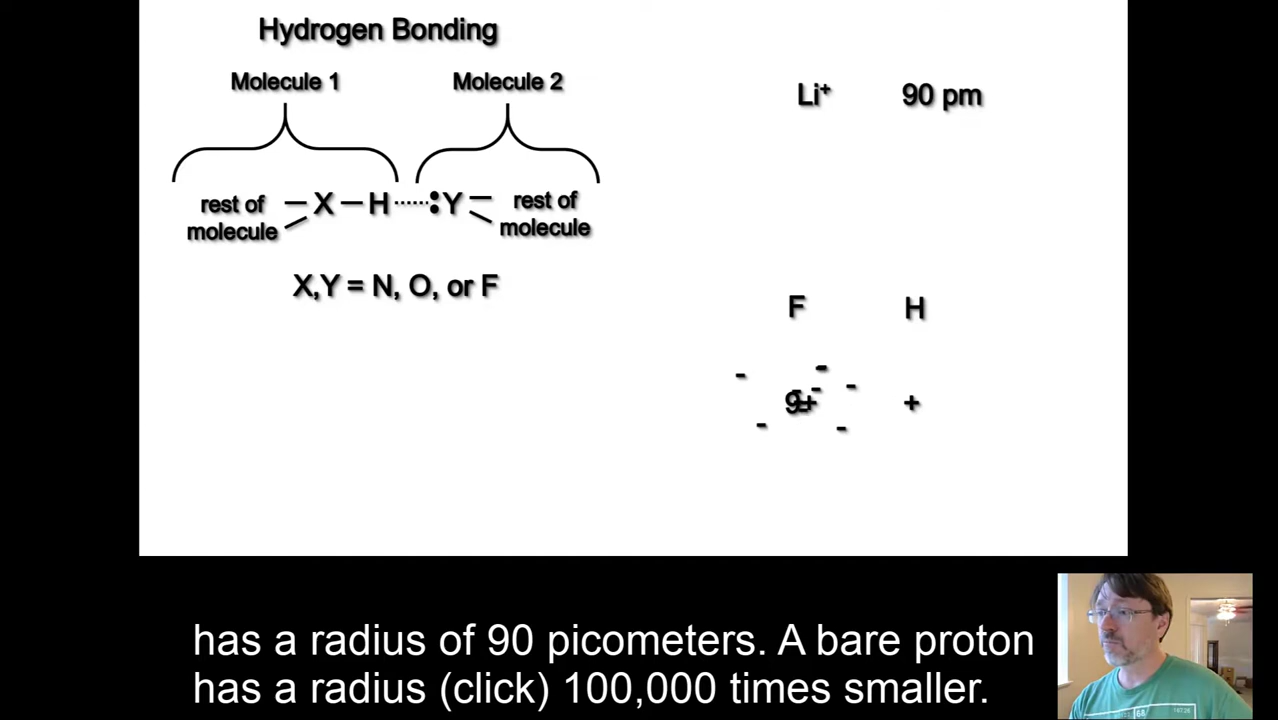 Hydrogen Bonding
Molecule 1 Molecule 2
Li⁺ 90 pm
rest of molecule – X – H ······ :Y – rest of molecule
X,Y = N, O, or F
F H
9+ +
has a radius of 90 picometers. A bare proton
has a radius (click) 100,000 times smaller.
68